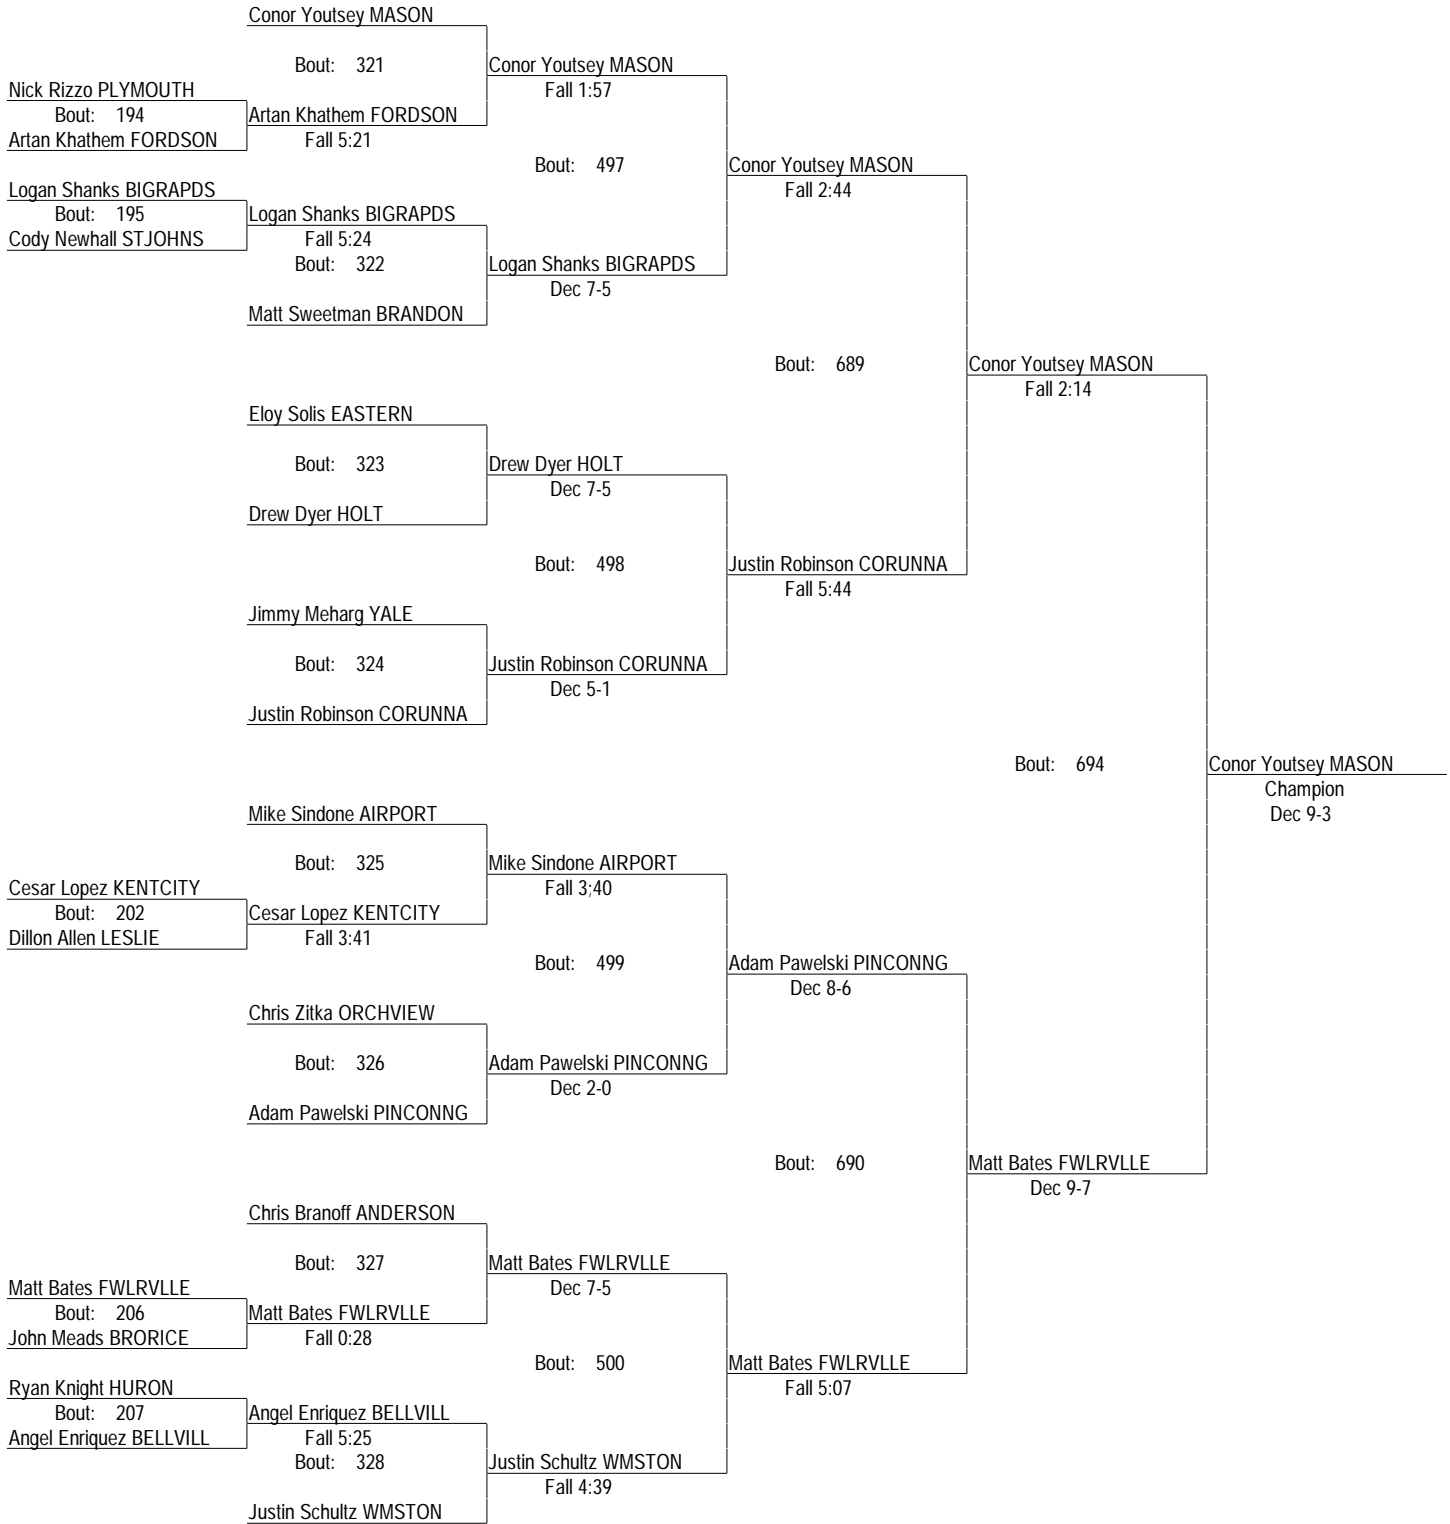 Conor Youtsey MASON
Bout: 321
Conor Youtsey MASON
Nick Rizzo PLYMOUTH
Fall 1:57
Bout: 194
Artan Khathem FORDSON
Artan Khathem FORDSON
Fall 5:21
Bout: 497
Conor Youtsey MASON
Logan Shanks BIGRAPDS
Fall 2:44
Bout: 195
Logan Shanks BIGRAPDS
Cody Newhall STJOHNS
Fall 5:24
Bout: 322
Logan Shanks BIGRAPDS
Dec 7-5
Matt Sweetman BRANDON
Bout: 689
Conor Youtsey MASON
Fall 2:14
Eloy Solis EASTERN
Bout: 323
Drew Dyer HOLT
Dec 7-5
Drew Dyer HOLT
Bout: 498
Justin Robinson CORUNNA
Fall 5:44
Jimmy Meharg YALE
Bout: 324
Justin Robinson CORUNNA
Dec 5-1
Justin Robinson CORUNNA
Bout: 694
Conor Youtsey MASON
Champion
Dec 9-3
Mike Sindone AIRPORT
Bout: 325
Mike Sindone AIRPORT
Cesar Lopez KENTCITY
Fall 3;40
Bout: 202
Cesar Lopez KENTCITY
Dillon Allen LESLIE
Fall 3:41
Bout: 499
Adam Pawelski PINCONNG
Dec 8-6
Chris Zitka ORCHVIEW
Bout: 326
Adam Pawelski PINCONNG
Dec 2-0
Adam Pawelski PINCONNG
Bout: 690
Matt Bates FWLRVLLE
Dec 9-7
Chris Branoff ANDERSON
Bout: 327
Matt Bates FWLRVLLE
Matt Bates FWLRVLLE
Dec 7-5
Bout: 206
Matt Bates FWLRVLLE
John Meads BRORICE
Fall 0:28
Bout: 500
Matt Bates FWLRVLLE
Ryan Knight HURON
Fall 5:07
Bout: 207
Angel Enriquez BELLVILL
Angel Enriquez BELLVILL
Fall 5:25
Bout: 328
Justin Schultz WMSTON
Fall 4:39
Justin Schultz WMSTON